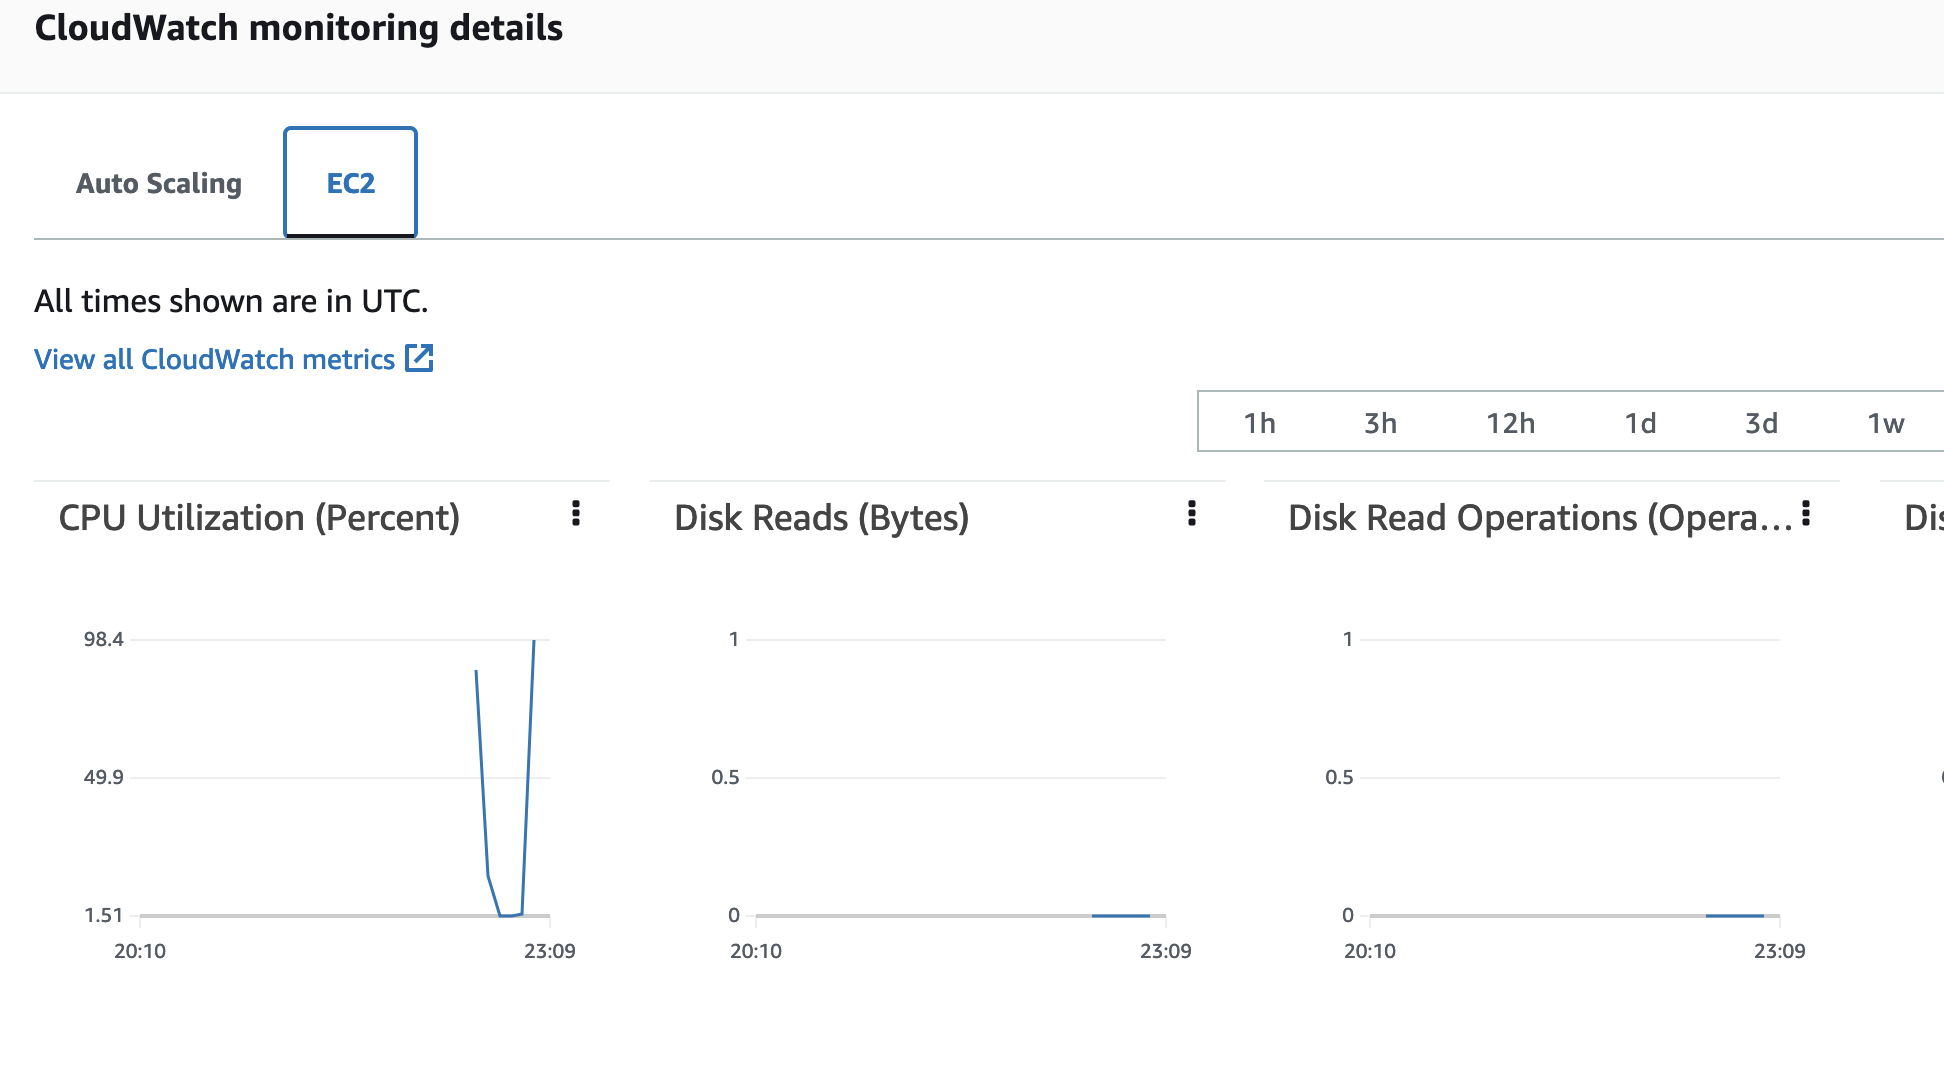 CloudWatch monitoring details
Auto Scaling
EC2
All times shown are in UTC.
View all CloudWatch metrics
1h 3h 12h 1d 3d 1w
CPU Utilization (Percent)
98.4
49.9
1.51
20:10 23:09
Disk Reads (Bytes)
1
0.5
0
20:10 23:09
Disk Read Operations (Opera...
1
0.5
0
20:10 23:09